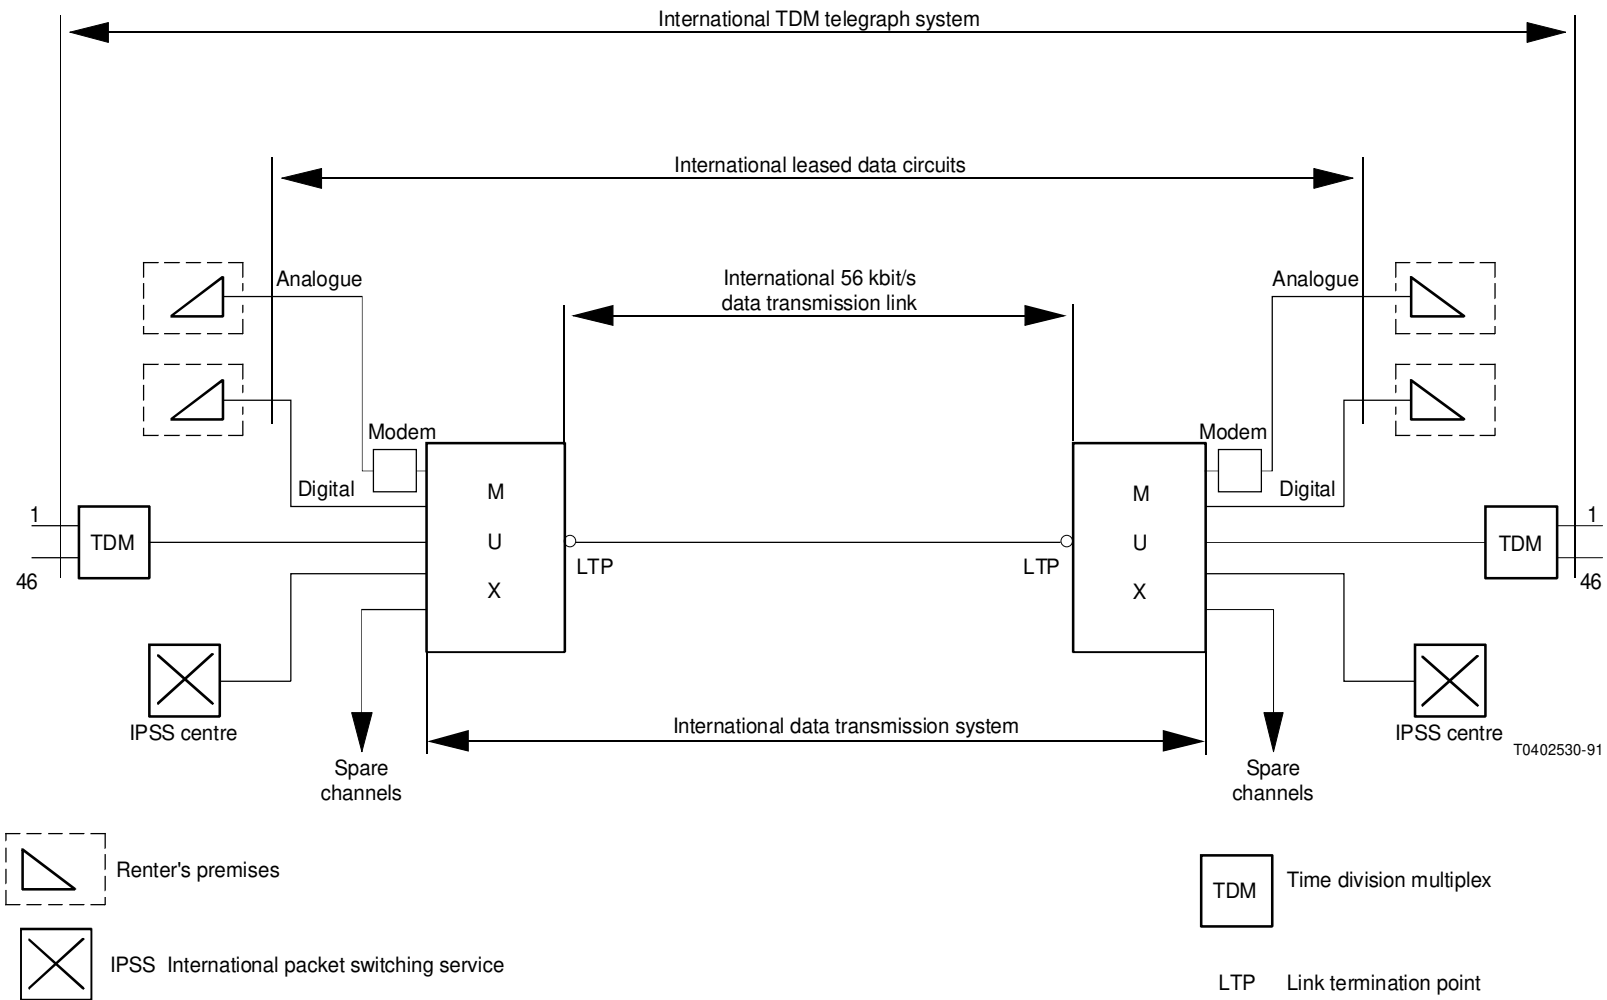 International TDM telegraph system
International leased data circuits
Analogue
International 56 kbit/s
data transmission link
Analogue
Modem
Modem
Digital
M
U
X
M
U
X
Digital
1
TDM
46
LTP
LTP
1
TDM
46
IPSS centre
International data transmission system
IPSS centre
T0402530-91
Spare
channels
Spare
channels
Renter's premises
TDM Time division multiplex
IPSS International packet switching service
LTP Link termination point